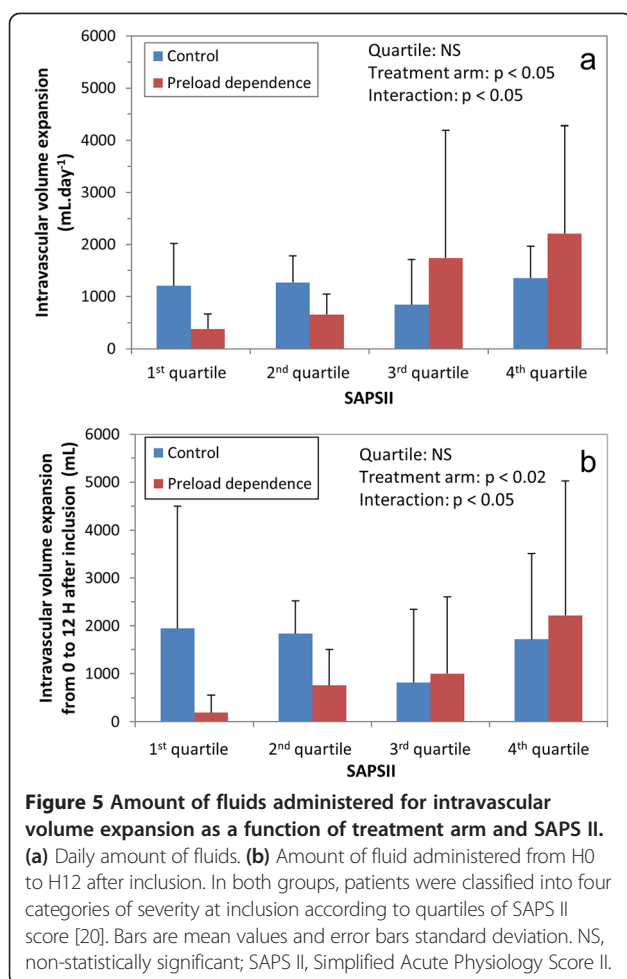 6000
5000
4000
3000
2000
1000
0
Intravascular volume expansion
(mL.day-1)
Control
Preload dependence
Quartile: NS
Treatment arm: p < 0.05
Interaction: p < 0.05
a
1st quartile 2nd quartile 3rd quartile 4th quartile
SAPSII
6000
5000
4000
3000
2000
1000
0
Intravascular volume expansion
from 0 to 12 H after inclusion (mL)
Control
Preload dependence
Quartile: NS
Treatment arm: p < 0.02
Interaction: p < 0.05
b
1st quartile 2nd quartile 3rd quartile 4th quartile
SAPSII
Figure 5 Amount of fluids administered for intravascular
volume expansion as a function of treatment arm and SAPS II.
(a) Daily amount of fluids. (b) Amount of fluid administered from H0
to H12 after inclusion. In both groups, patients were classified into four
categories of severity at inclusion according to quartiles of SAPS II
score [20]. Bars are mean values and error bars standard deviation. NS,
non-statistically significant; SAPS II, Simplified Acute Physiology Score II.